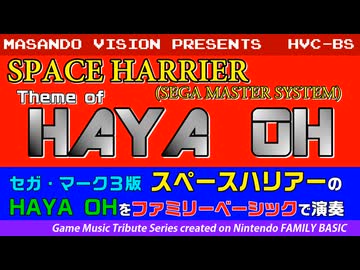 MASANDO VISION PRESENTS HVC-BS
SPACE HARRIER
(SEGA MASTER SYSTEM)
Theme of
HAYA OH
セガ・マーク3版 スペースハリアーの
HAYA OHをファミリーベーシックで演奏
Game Music Tribute Series created on Nintendo FAMILY BASIC